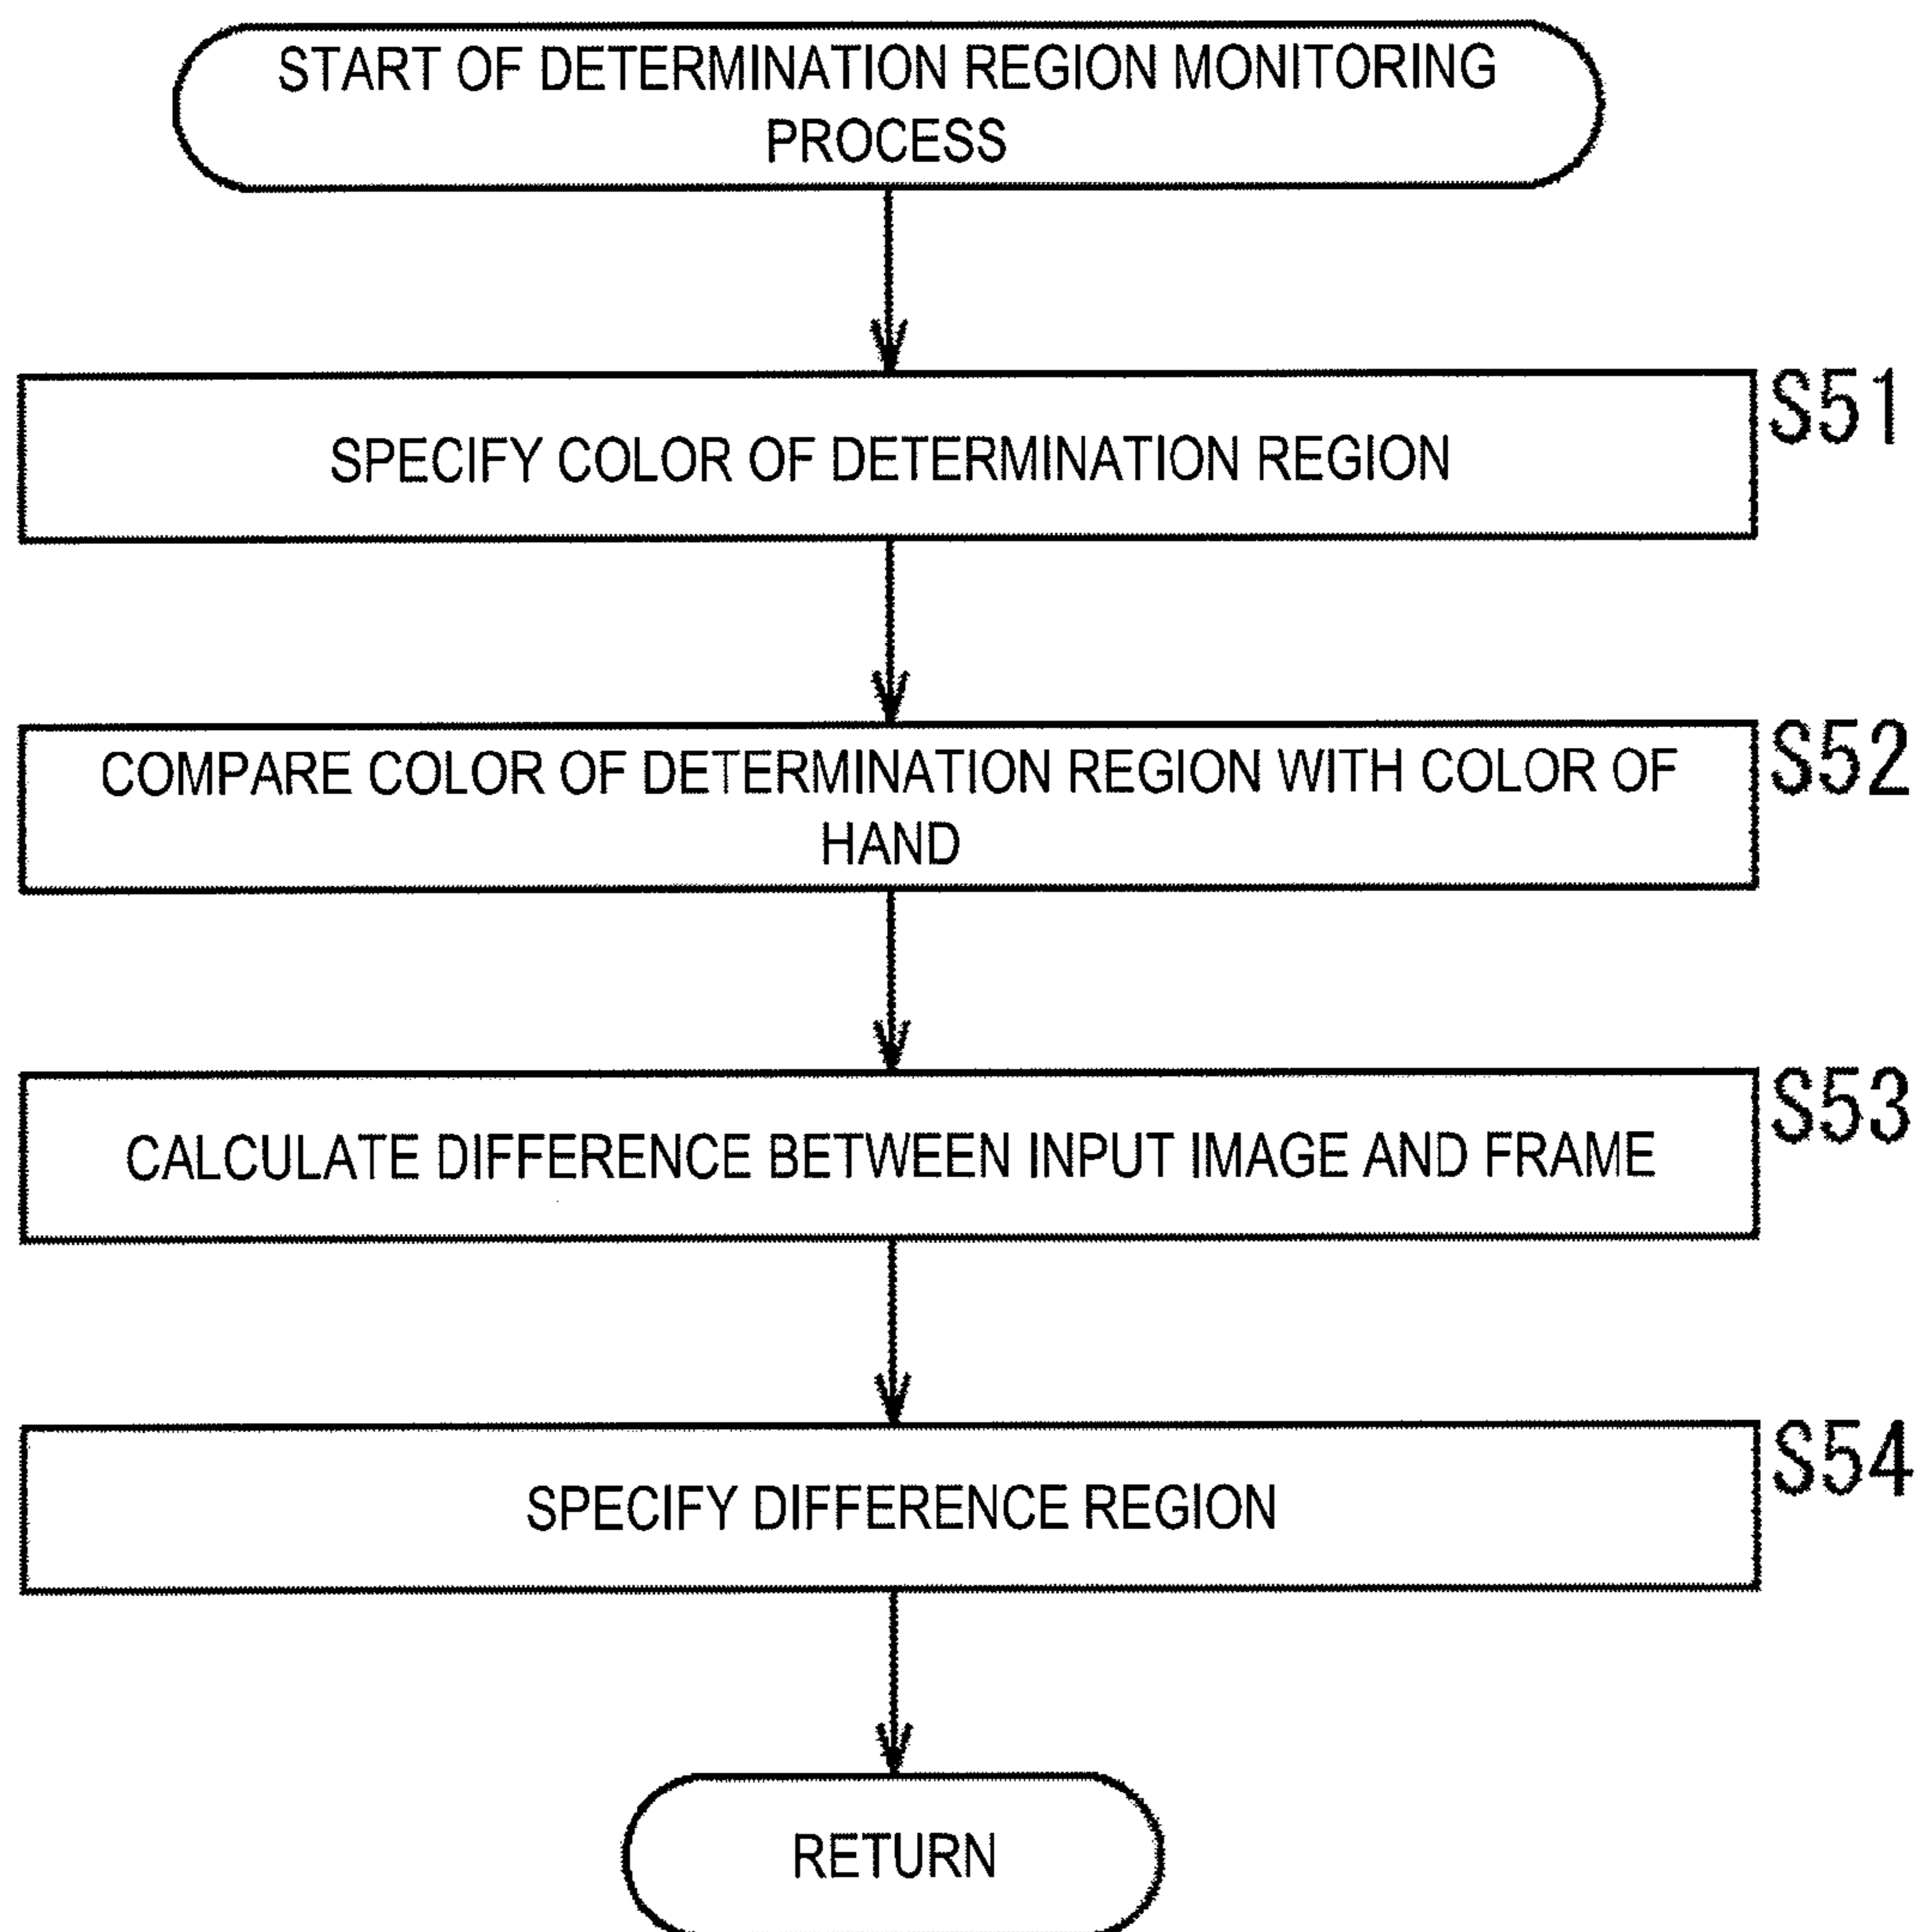 START OF DETERMINATION REGION MONITORING
PROCESS
S51
SPECIFY COLOR OF DETERMINATION REGION
S52
COMPARE COLOR OF DETERMINATION REGION WITH COLOR OF
HAND
S53
CALCULATE DIFFERENCE BETWEEN INPUT IMAGE AND FRAME
S54
SPECIFY DIFFERENCE REGION
RETURN